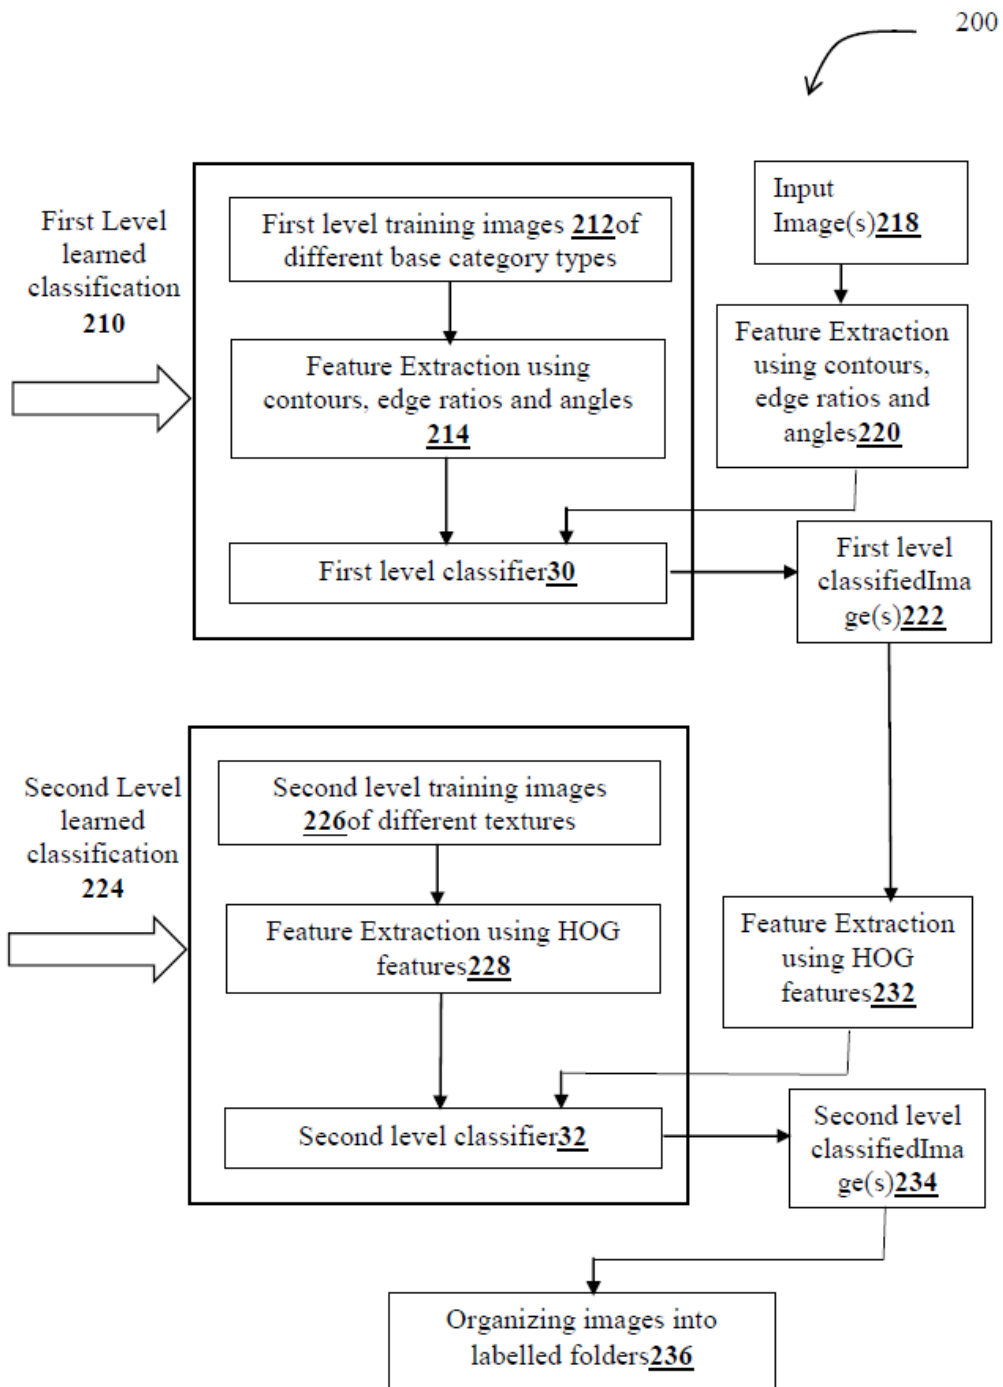 200
First Level
learned
classification
210
First level training images 212of
different base category types
Feature Extraction using
contours, edge ratios and angles
214
First level classifier30
Input
Image(s)218
Feature Extraction
using contours,
edge ratios and
angles220
First level
classifiedIma
ge(s)222
Second Level
learned
classification
224
Second level training images
226of different textures
Feature Extraction using HOG
features228
Second level classifier32
Feature Extraction
using HOG
features232
Second level
classifiedIma
ge(s)234
Organizing images into
labelled folders236